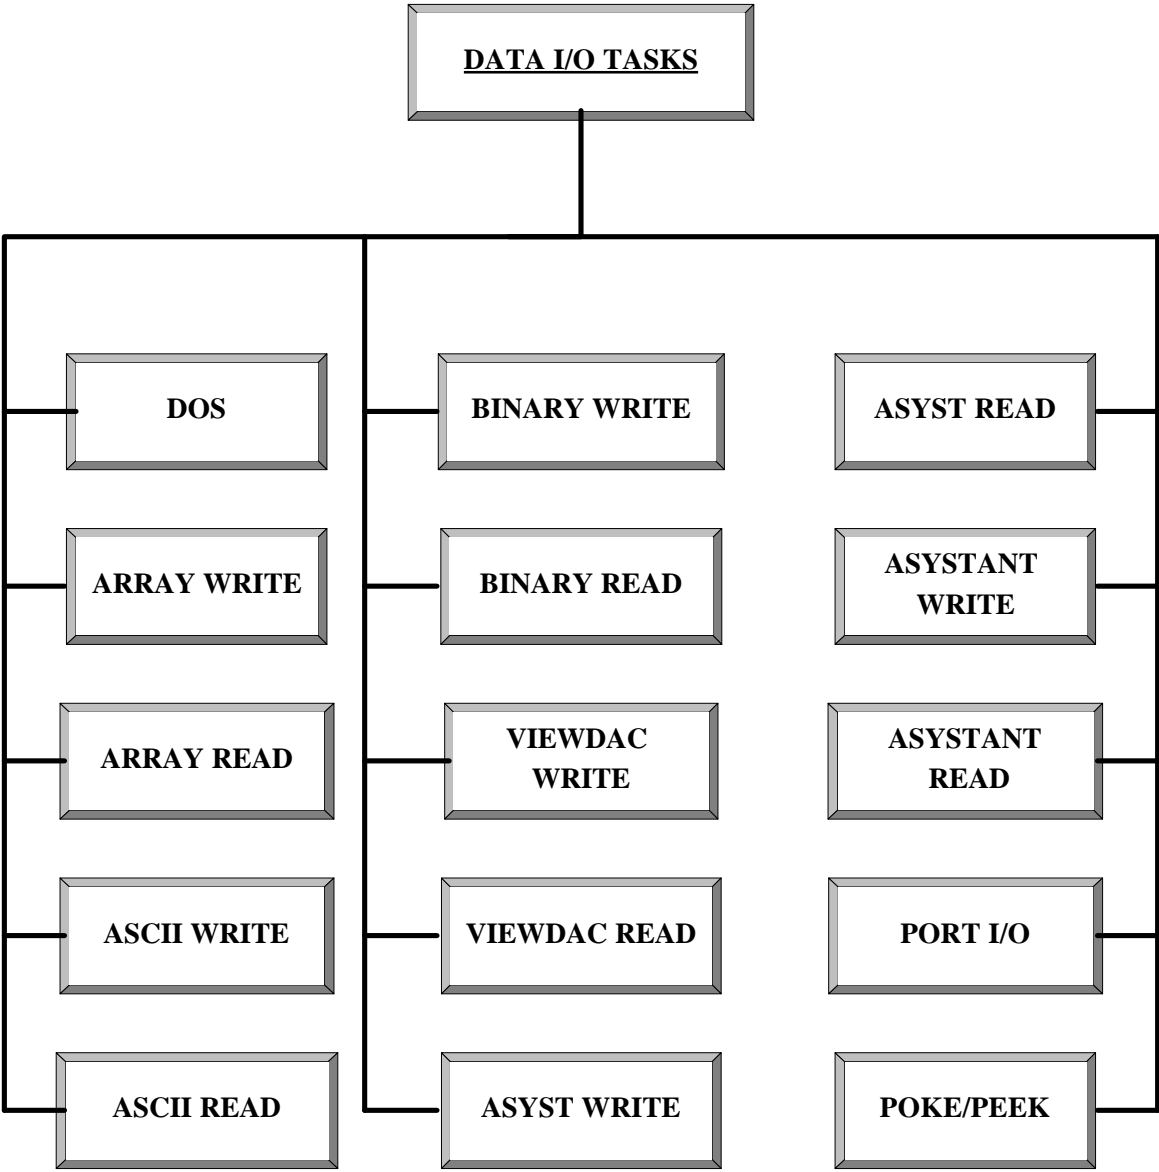 DATA I/O TASKS
DOS
BINARY WRITE
ASYST READ
ARRAY WRITE
BINARY READ
ASYSTANT
WRITE
ARRAY READ
VIEWDAC
WRITE
ASYSTANT
READ
ASCII WRITE
VIEWDAC READ
PORT I/O
ASCII READ
ASYST WRITE
POKE/PEEK